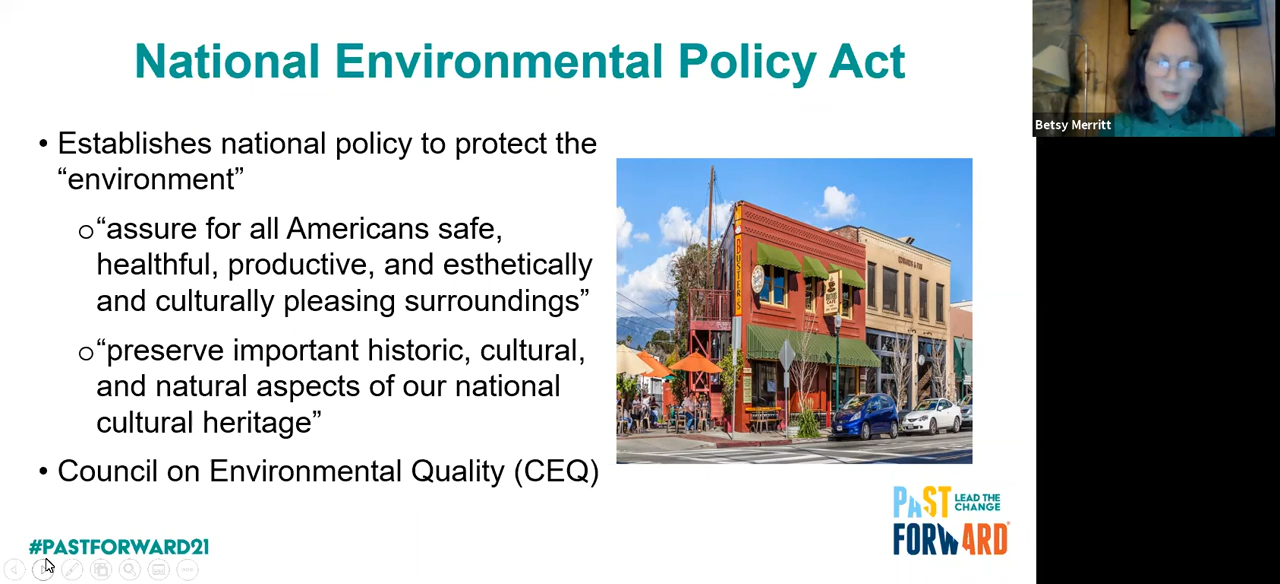 National Environmental Policy Act
• Establishes national policy to protect the
“environment”
o“assure for all Americans safe,
healthful, productive, and esthetically
and culturally pleasing surroundings”
o“preserve important historic, cultural,
and natural aspects of our national
cultural heritage”
• Council on Environmental Quality (CEQ)
BUSTERS
#PASTFORWARD21
PAST LEAD THE
CHANGE
FORWARD
Betsy Merritt